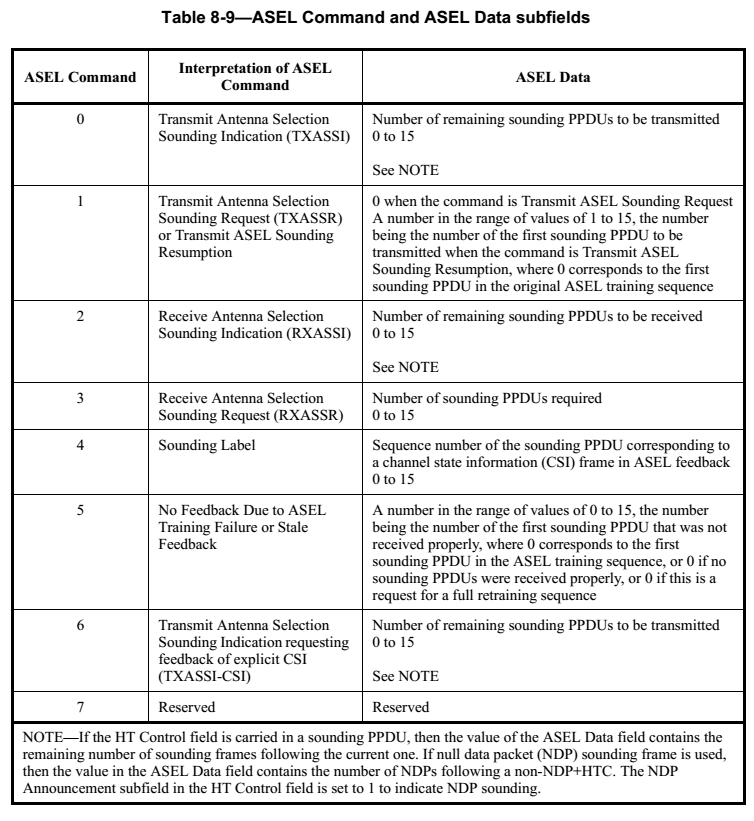 Table 8-9—ASEL Command and ASEL Data subfields
ASEL Command
Interpretation of ASEL
Command
ASEL Data
0
Transmit Antenna Selection
Sounding Indication (TXASSI)
Number of remaining sounding PPDUs to be transmitted
0 to 15
See NOTE
1
Transmit Antenna Selection
Sounding Request (TXASSR)
or Transmit ASEL Sounding
Resumption
0 when the command is Transmit ASEL Sounding Request
A number in the range of values of 1 to 15, the number
being the number of the first sounding PPDU to be
transmitted when the command is Transmit ASEL
Sounding Resumption, where 0 corresponds to the first
sounding PPDU in the original ASEL training sequence
2
Receive Antenna Selection
Sounding Indication (RXASSI)
Number of remaining sounding PPDUs to be received
0 to 15
See NOTE
3
Receive Antenna Selection
Sounding Request (RXASSR)
Number of sounding PPDUs required
0 to 15
4
Sounding Label
Sequence number of the sounding PPDU corresponding to
a channel state information (CSI) frame in ASEL feedback
0 to 15
5
No Feedback Due to ASEL
Training Failure or Stale
Feedback
A number in the range of values of 0 to 15, the number
being the number of the first sounding PPDU that was not
received properly, where 0 corresponds to the first
sounding PPDU in the ASEL training sequence, or 0 if no
sounding PPDUs were received properly, or 0 if this is a
request for a full retraining sequence
6
Transmit Antenna Selection
Sounding Indication requesting
feedback of explicit CSI
(TXASSI-CSI)
Number of remaining sounding PPDUs to be transmitted
0 to 15
See NOTE
7
Reserved
Reserved
NOTE—If the HT Control field is carried in a sounding PPDU, then the value of the ASEL Data field contains the
remaining number of sounding frames following the current one. If null data packet (NDP) sounding frame is used,
then the value in the ASEL Data field contains the number of NDPs following a non-NDP+HTC. The NDP
Announcement subfield in the HT Control field is set to 1 to indicate NDP sounding.